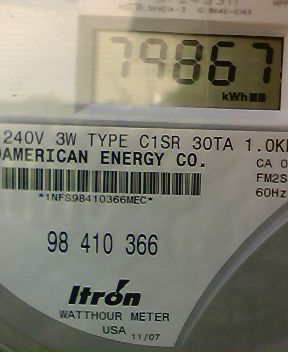 79867
kWh
240V 3W TYPE C1SR 30TA 1.0K
AMERICAN ENERGY CO.
CA 0
FM2S
60Hz
*1NFS98410366MEC*
98 410 366
Itron
WATTHOUR METER
USA 11/07